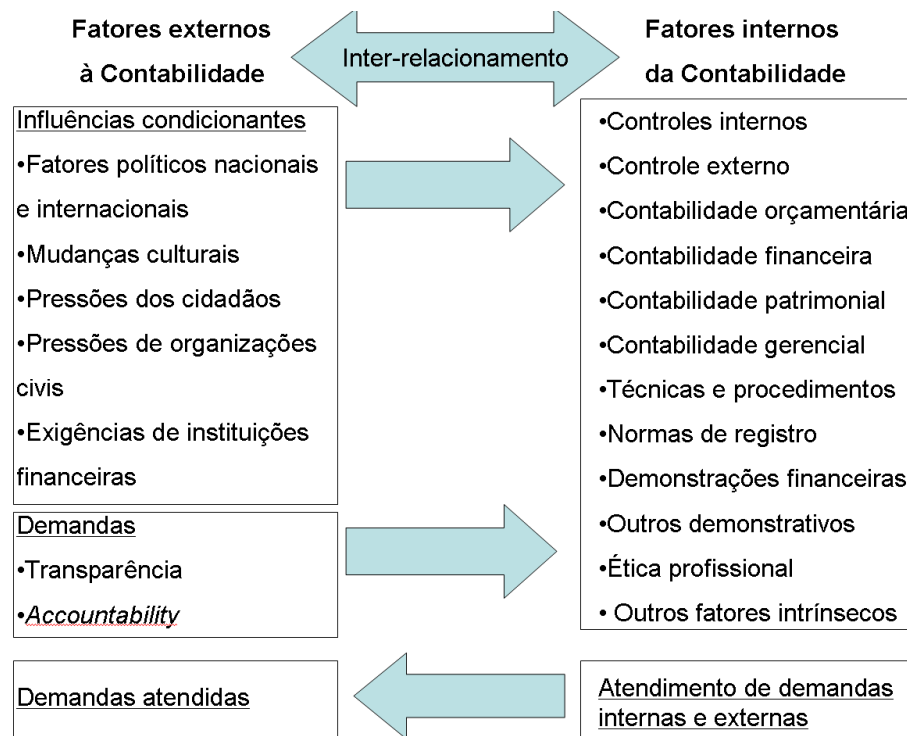 Fatores externos
à Contabilidade
Inter-relacionamento
Fatores internos
da Contabilidade
Influências condicionantes
•Fatores políticos nacionais
e internacionais
•Mudanças culturais
•Pressões dos cidadãos
•Pressões de organizações
civis
•Exigências de instituições
financeiras
Demandas
•Transparência
•Accountability
•Controles internos
•Controle externo
•Contabilidade orçamentária
•Contabilidade financeira
•Contabilidade patrimonial
•Contabilidade gerencial
•Técnicas e procedimentos
•Normas de registro
•Demonstrações financeiras
•Outros demonstrativos
•Ética profissional
• Outros fatores intrínsecos
Demandas atendidas
Atendimento de demandas
internas e externas